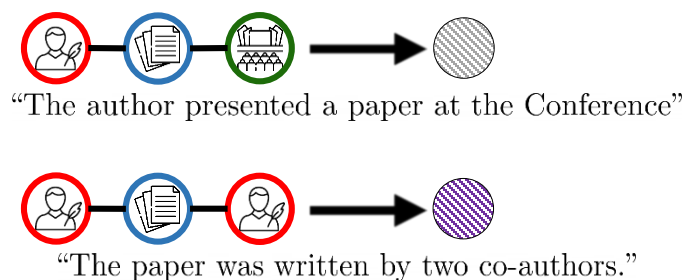 “The author presented a paper at the Conference”
“The paper was written by two co-authors.”